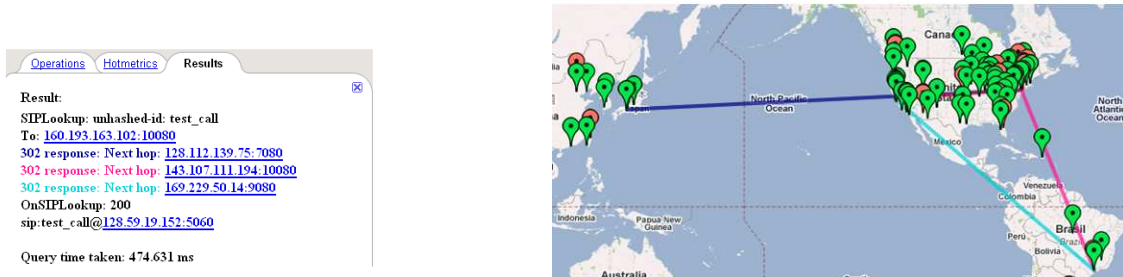 Operations Hotmetrics Results
Result:
SIPLookup: unhashed-id: test_call
To: 160.193.163.102:10080
302 response: Next hop: 128.112.139.75:7080
302 response: Next hop: 143.107.111.194:10080
302 response: Next hop: 169.229.50.14:9080
OnSIPLookup: 200
sip:test_call@128.59.19.152:5060
Query time taken: 474.631 ms
North Pacific
Ocean
North
Atlantic
Ocean
México
Venezuela
Colombia
Indonesia
Papua New
Guinea
Perú
Brasil
Bolivia
Australia